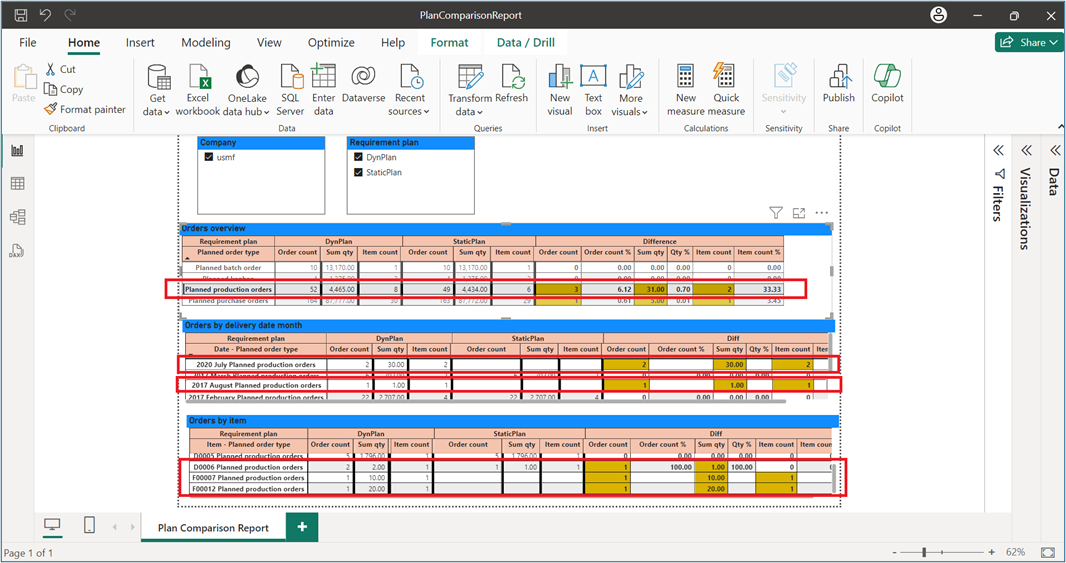 PlanComparisonReport
File Home Insert Modeling View Optimize Help Format Data / Drill Share
Paste Cut Copy Format painter
Get data Excel workbook OneLake data hub SQL Server Enter data Dataverse Recent sources
Transform data Refresh
New visual Text box More visuals
New measure Quick measure
Sensitivity Publish Copilot
Clipboard Data Queries Insert Calculations Sensitivity Share Copilot
Company Requirement plan
usmf DynPlan
StaticPlan
Filters Visualizations Data
Orders overview
Requirement plan DynPlan StaticPlan Difference
Planned order type Order count Sum qty Item count Order count Sum qty Item count Order count Order count % Sum qty Qty % Item count Item count %
Planned batch order 10 13,170.00 1 10 13,170.00 1 0 0.00 0.00 0.00 0 0.00
Planned production orders 52 4,465.00 8 49 4,434.00 6 3 6.12 31.00 0.70 2 33.33
Planned purchase orders 164 87,777.00 30 163 87,772.00 29 1 0.61 5.00 0.01 1 3.45
Orders by delivery date month
Requirement plan DynPlan StaticPlan Diff
Date - Planned order type Order count Sum qty Item count Order count Sum qty Item count Order count Order count % Sum qty Qty % Item count Iter
2020 July Planned production orders 2 30.00 2 2 30.00 2
2017 August Planned production orders 1 1.00 1 1 1.00 1
2017 February Planned production orders 22 2,707.00 4 22 2,707.00 4 0 0.00 0.00 0.00 0
Orders by item
Requirement plan DynPlan StaticPlan Diff
Item - Planned order type Order count Sum qty Item count Order count Sum qty Item count Order count Order count % Sum qty Qty % Item count Item coun
D0005 Planned production orders 5 1,796.00 1 5 1,796.00 1 0 0.00 0.00 0.00 0
D0006 Planned production orders 2 2.00 1 1 1.00 1 1 100.00 1.00 100.00 0
F00007 Planned production orders 1 10.00 1 1 10.00 1
F00012 Planned production orders 1 20.00 1 1 20.00 1
Plan Comparison Report +
Page 1 of 1 - + 62%